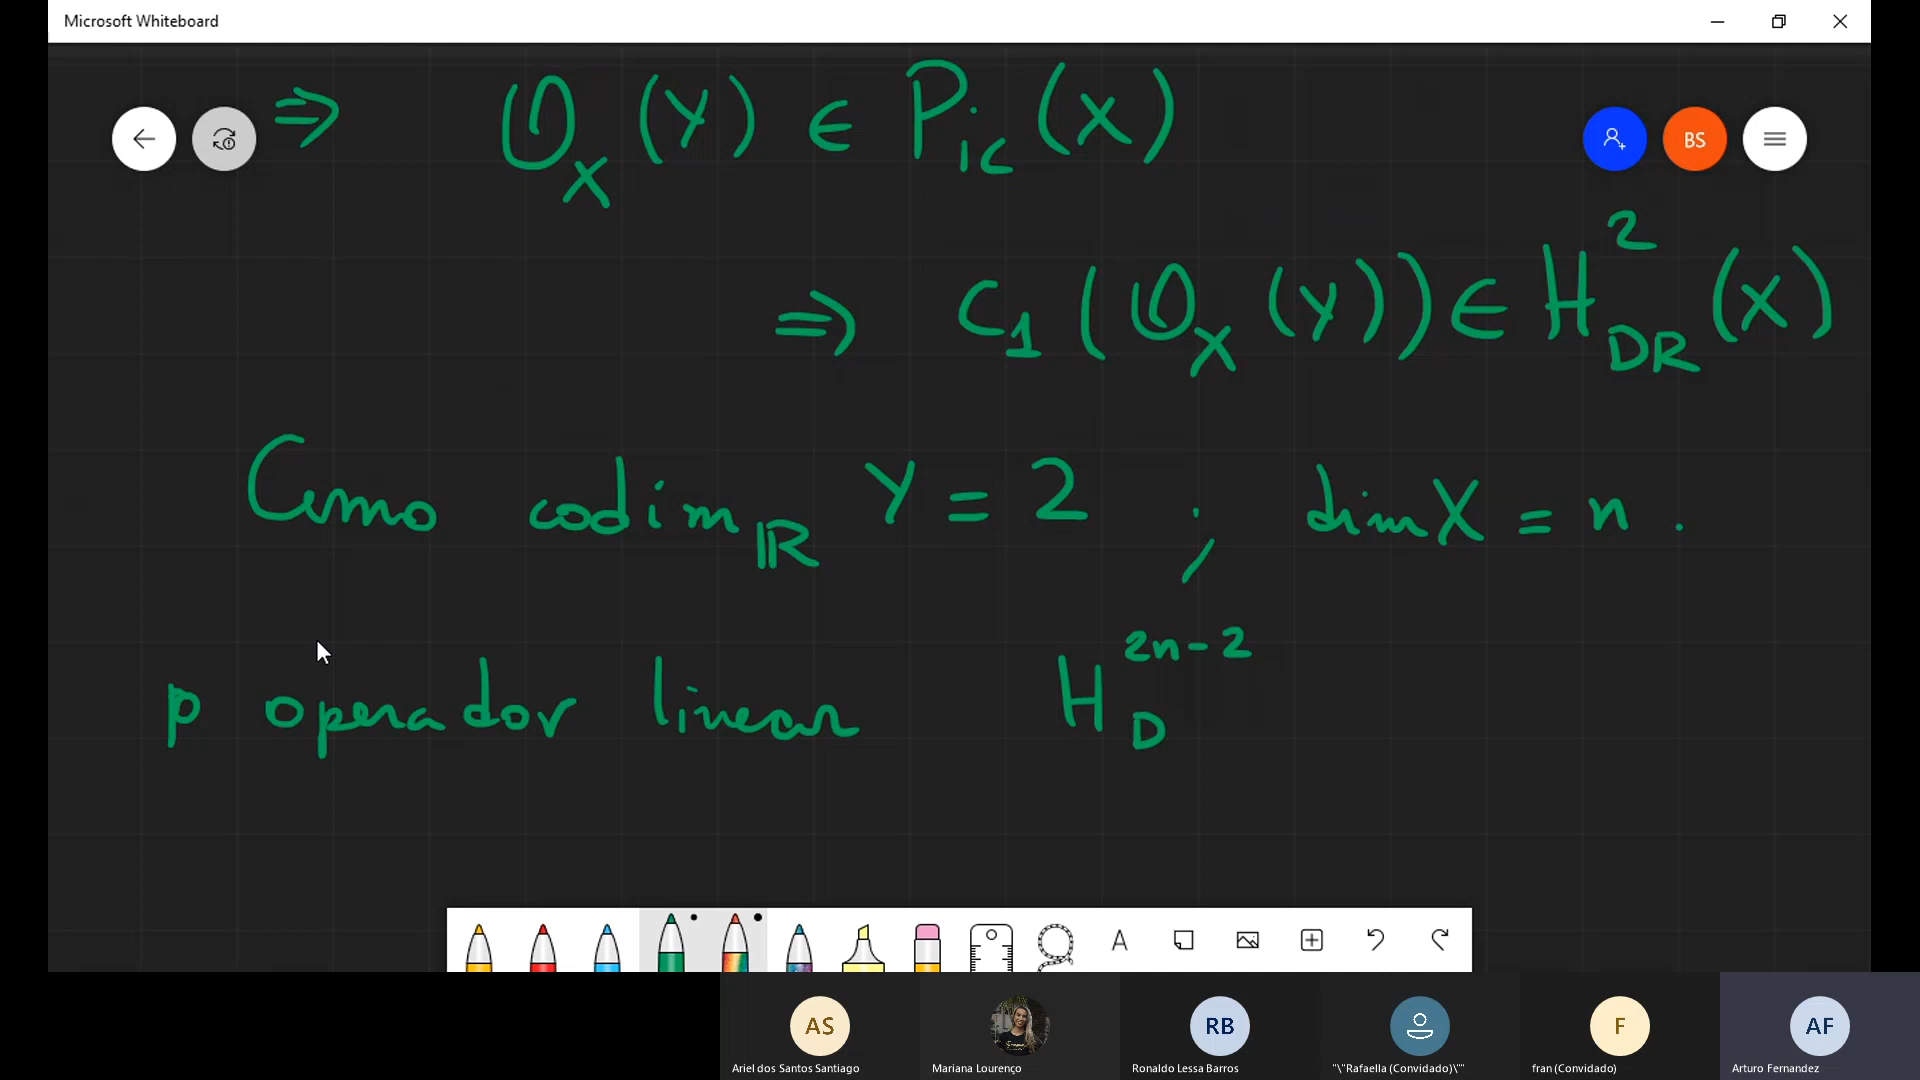 Microsoft Whiteboard
⇒ O_X (Y) ∈ Pic (X)
BS
⇒ C_1 (O_X (Y)) ∈ H^2_DR (X)
Como codim_ℝ Y = 2 ; dim X = n .
p operador linear H^{2n-2}_D
A
AS
RB
F
AF
Ariel dos Santos Santiago
Mariana Lourenço
Ronaldo Lessa Barros
"\"Rafaella (Convidado)\""
fran (Convidado)
Arturo Fernandez